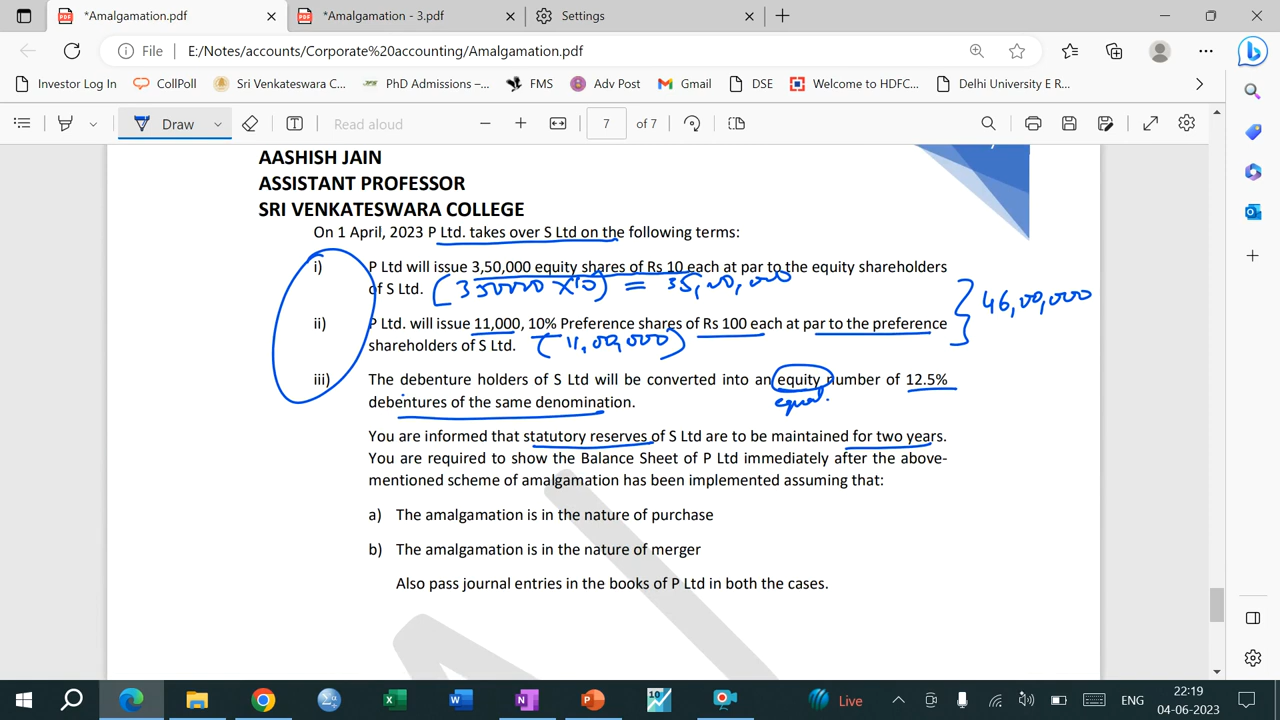 *Amalgamation.pdf
*Amalgamation - 3.pdf
Settings
File E:/Notes/accounts/Corporate%20accounting/Amalgamation.pdf
Investor Log In CollPoll Sri Venkateswara C... PhD Admissions –... FMS Adv Post Gmail DSE Welcome to HDFC... Delhi University E R...
Draw Read aloud 7 of 7
AASHISH JAIN
ASSISTANT PROFESSOR
SRI VENKATESWARA COLLEGE
On 1 April, 2023 P Ltd. takes over S Ltd on the following terms:
i) P Ltd will issue 3,50,000 equity shares of Rs 10 each at par to the equity shareholders
of S Ltd. (350000 x 10) = 35,00,000
46,00,000
ii) P Ltd. will issue 11,000, 10% Preference shares of Rs 100 each at par to the preference
shareholders of S Ltd. (11,00,000)
iii) The debenture holders of S Ltd will be converted into an equity number of 12.5%
equal.
debentures of the same denomination.
You are informed that statutory reserves of S Ltd are to be maintained for two years.
You are required to show the Balance Sheet of P Ltd immediately after the above-
mentioned scheme of amalgamation has been implemented assuming that:
a) The amalgamation is in the nature of purchase
b) The amalgamation is in the nature of merger
Also pass journal entries in the books of P Ltd in both the cases.
Live ENG 22:19
04-06-2023